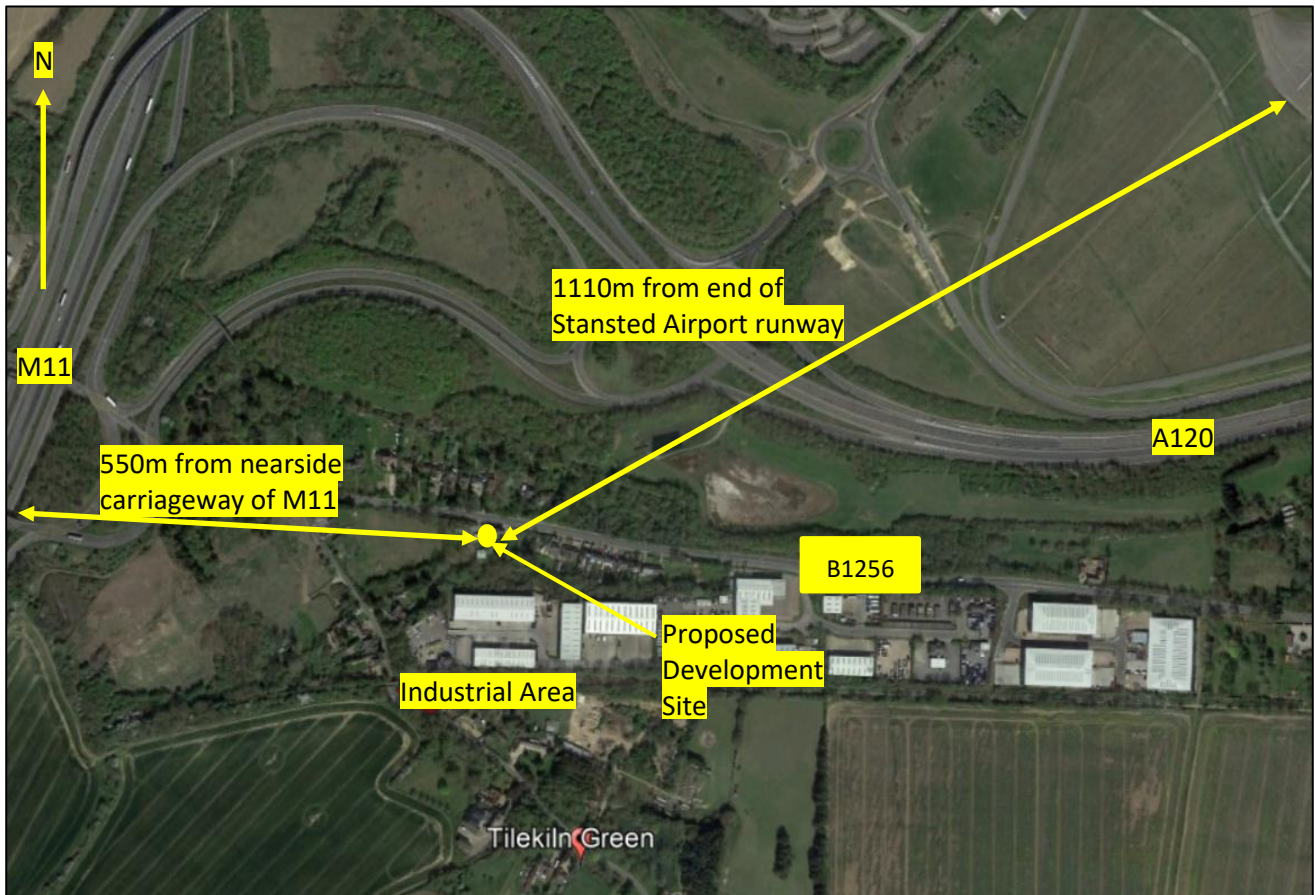 N
1110m from end of
Stansted Airport runway
M11
A120
550m from nearside
carriageway of M11
B1256
Proposed
Development
Site
Industrial Area
Tilekiln Green